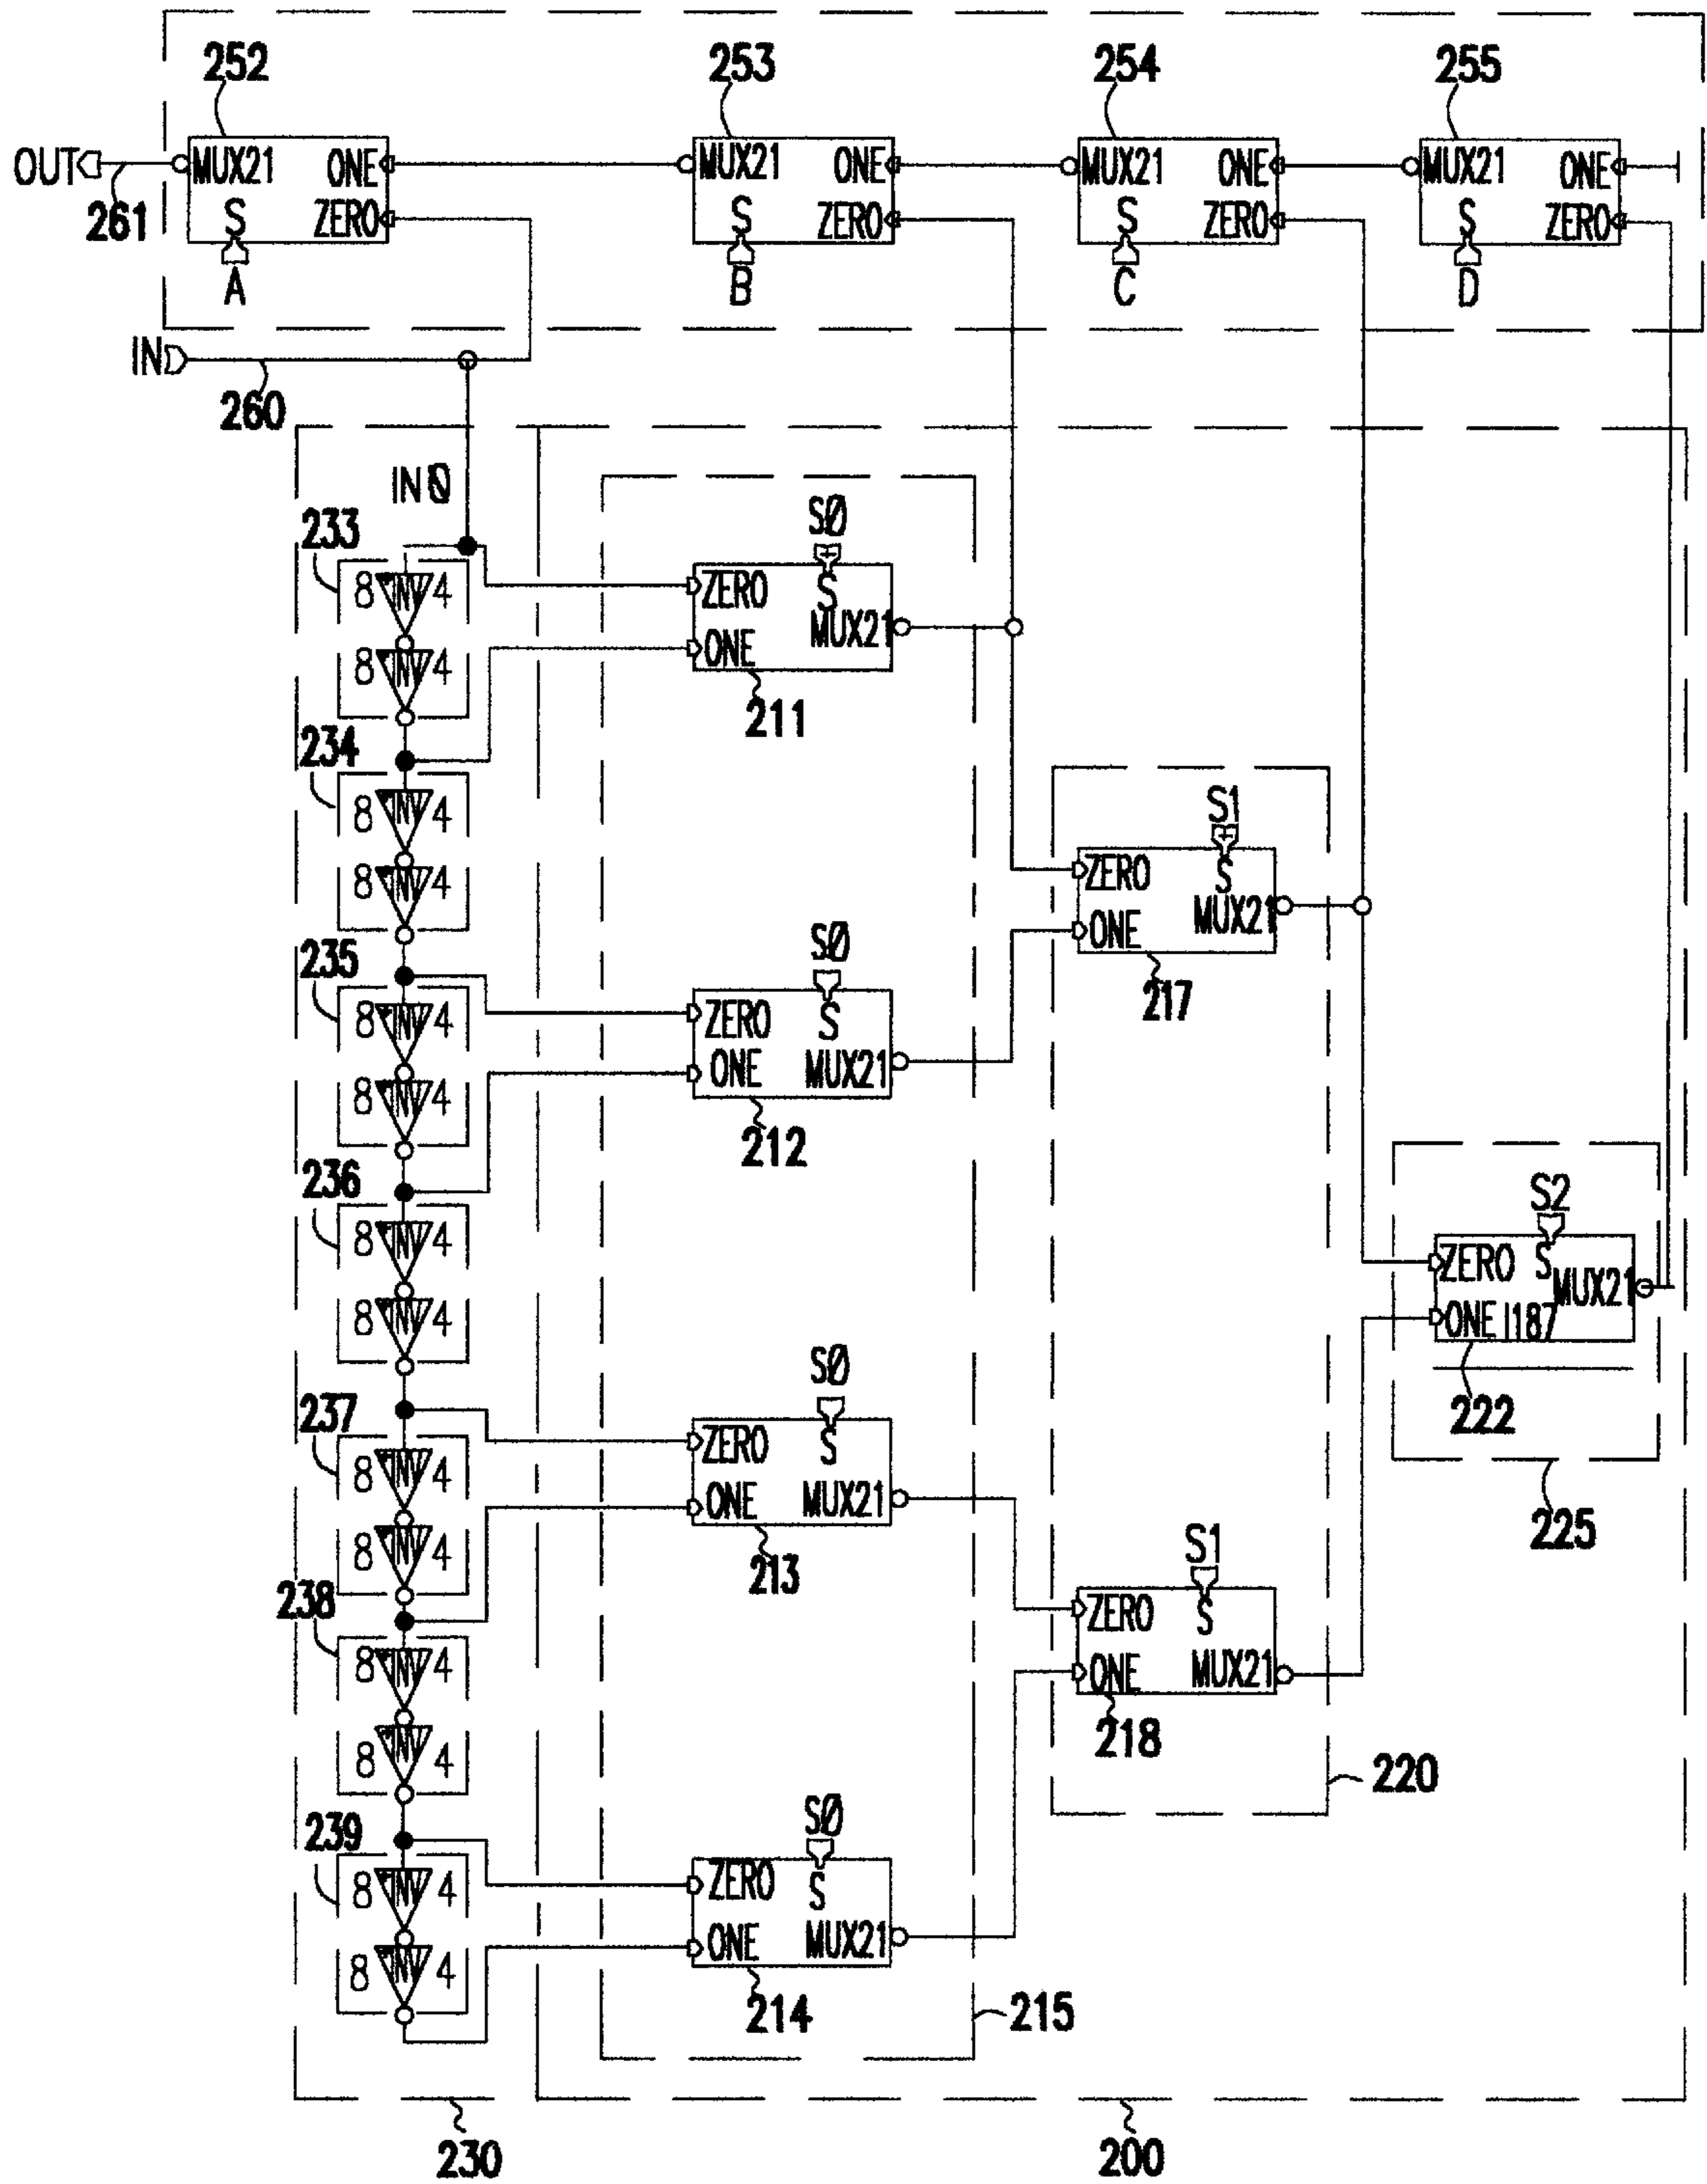 252
253
254
255
OUT
MUX21 ONE
S ZERO
A
MUX21 ONE
S ZERO
B
MUX21 ONE
S ZERO
C
MUX21 ONE
S ZERO
D
261
IN
260
IN0
233
8 INV 4
8 INV 4
234
8 INV 4
8 INV 4
235
8 INV 4
8 INV 4
236
8 INV 4
8 INV 4
237
8 INV 4
8 INV 4
238
8 INV 4
8 INV 4
239
8 INV 4
8 INV 4
SØ
ZERO S
ONE MUX21
211
SØ
ZERO S
ONE MUX21
212
SØ
ZERO S
ONE MUX21
213
SØ
ZERO S
ONE MUX21
214
215
S1
ZERO S
ONE MUX21
217
S1
ZERO S
ONE MUX21
218
220
S2
ZERO S
MUX21
ONE I187
222
225
230
200